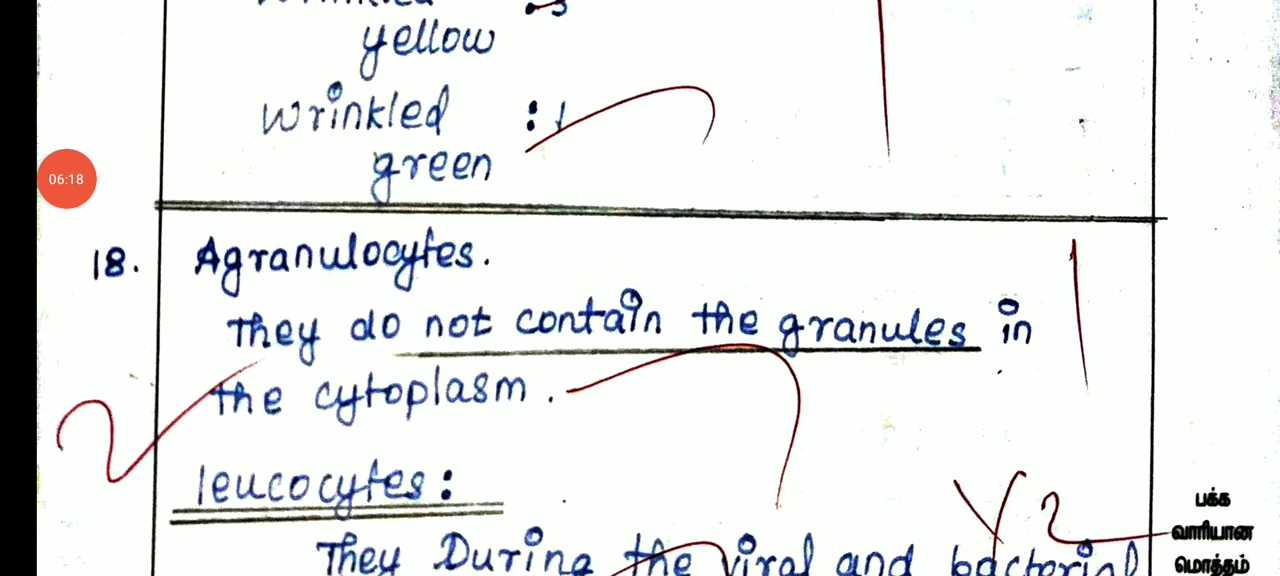 yellow
wrinkled : 1
green
06:18
18. Agranulocytes.
They do not contain the granules in
the cytoplasm.
leucocytes:
They During the viral and bacterial
2
பக்க
வாரியான
மொத்தம்